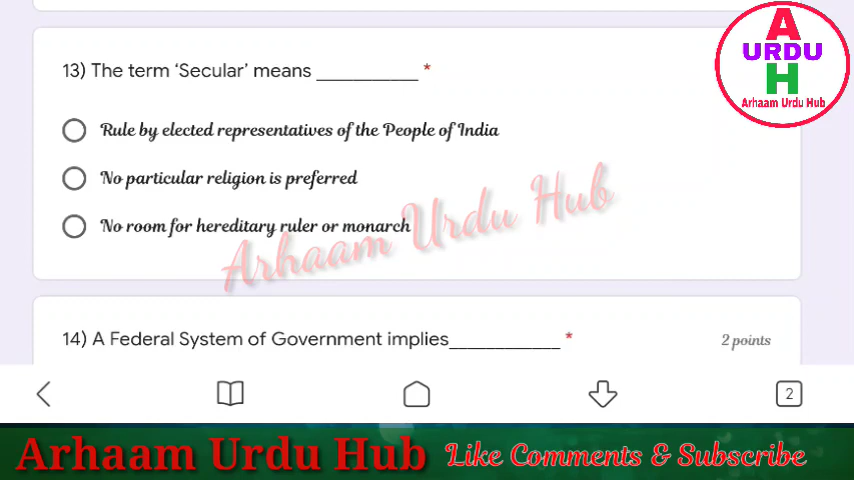 A
URDU
H
Arhaam Urdu Hub
13) The term ‘Secular’ means ____________ *
Rule by elected representatives of the People of India
No particular religion is preferred
No room for hereditary ruler or monarch
Arhaam Urdu Hub
14) A Federal System of Government implies_____________ *
2 points
2
Arhaam Urdu Hub Like Comments & Subscribe